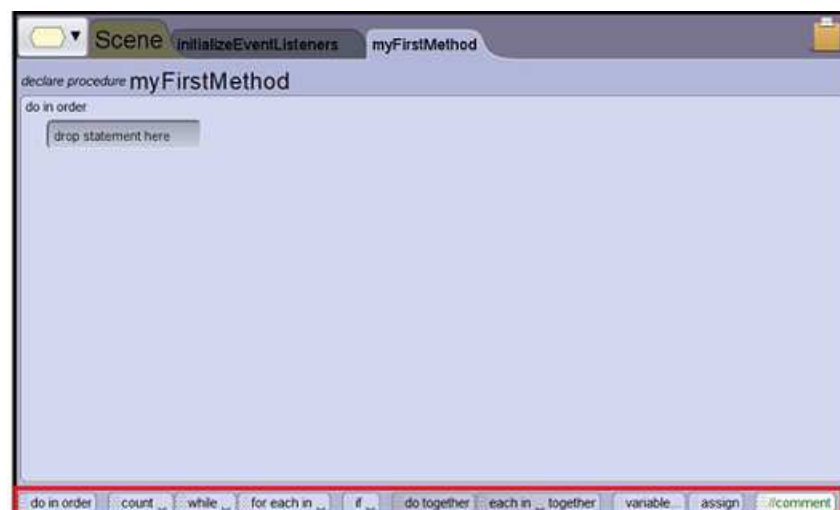 Scene initializeEventListeners myFirstMethod
declare procedure myFirstMethod
do in order
drop statement here
do in order count _ while _ for each in _ if _ do together each in _ together variable... assign //comment